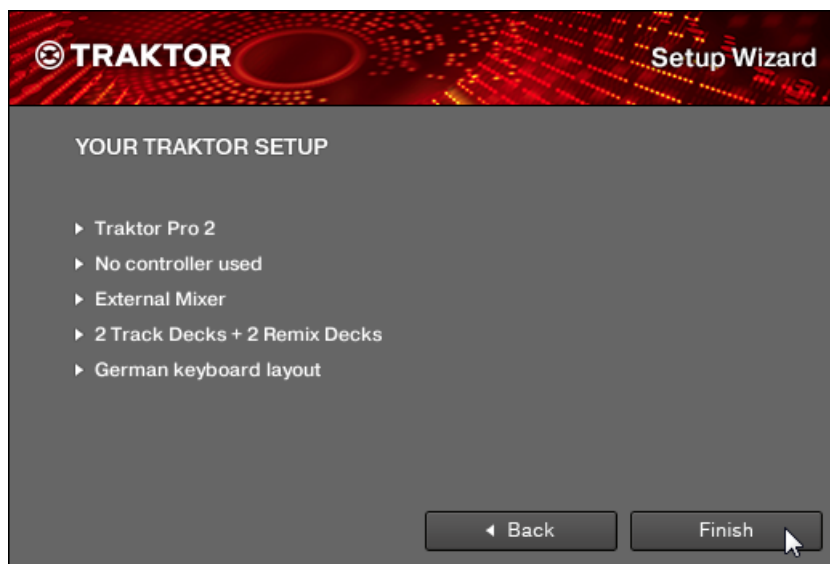 TRAKTOR
Setup Wizard
YOUR TRAKTOR SETUP
Traktor Pro 2
No controller used
External Mixer
2 Track Decks + 2 Remix Decks
German keyboard layout
Back
Finish